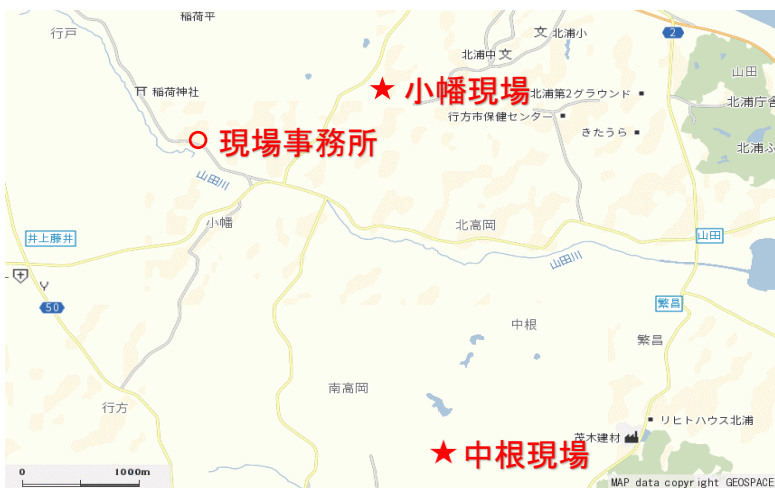 稲荷平
行戸
文 北浦小
2
北浦中 文
山田
小幡現場
稲荷神社
北浦第2グラウンド
北浦庁舎
行方市保健センター
きたうら
現場事務所
北浦ふ
山田川
小幡
北高岡
井上藤井
山田
山田川
50
繁昌
中根
繁昌
南高岡
行方
リヒトハウス北浦
茂木建材
中根現場
0 1000m
MAP data copyright GEOSPACE